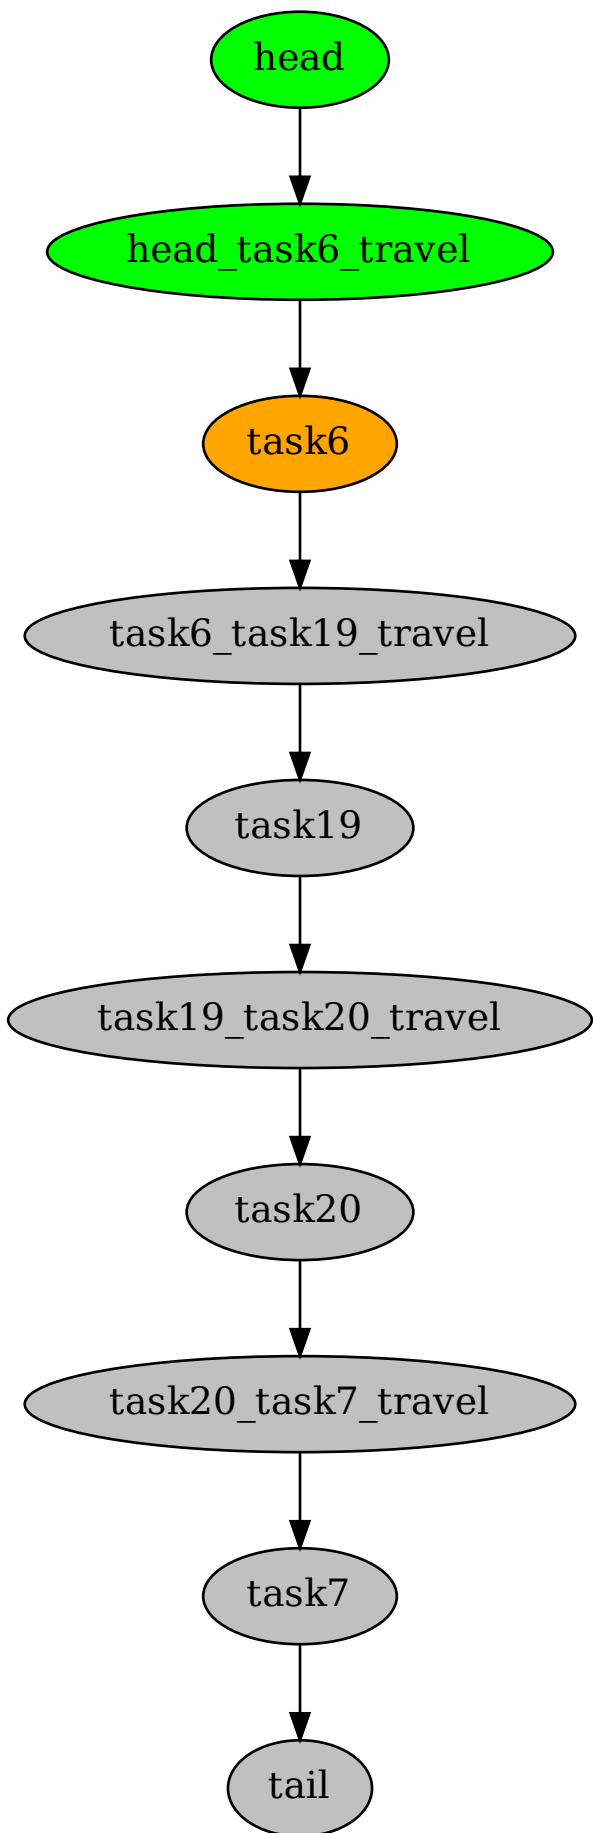 head
head_task6_travel
task6
task6_task19_travel
task19
task19_task20_travel
task20
task20_task7_travel
task7
tail